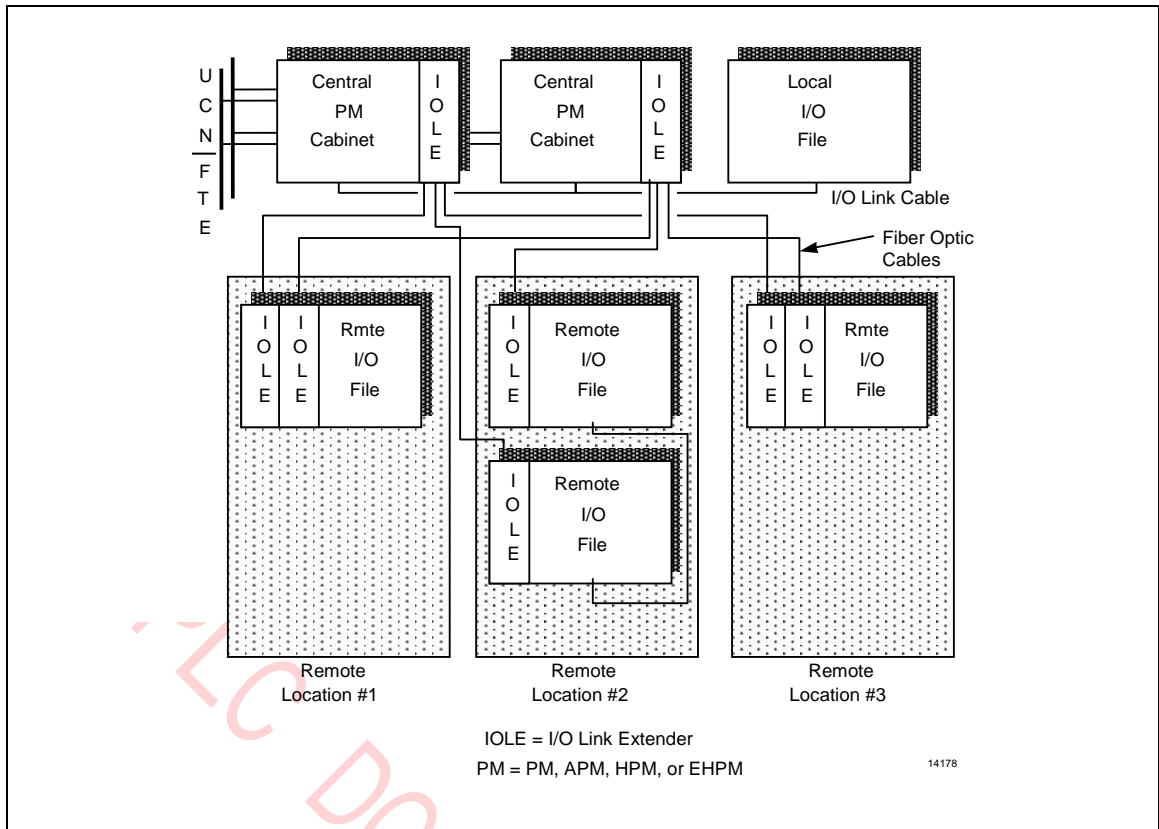 U
C
N
F
T
E
Central
PM
Cabinet
I
O
L
E
Central
PM
Cabinet
I
O
L
E
Local
I/O
File
I/O Link Cable
Fiber Optic
Cables
I
O
L
E
I
O
L
E
Rmte
I/O
File
I
O
L
E
Remote
I/O
File
I
O
L
E
Remote
I/O
File
I
O
L
E
I
O
L
E
Rmte
I/O
File
Remote
Location #1
Remote
Location #2
Remote
Location #3
IOLE = I/O Link Extender
PM = PM, APM, HPM, or EHPM
14178